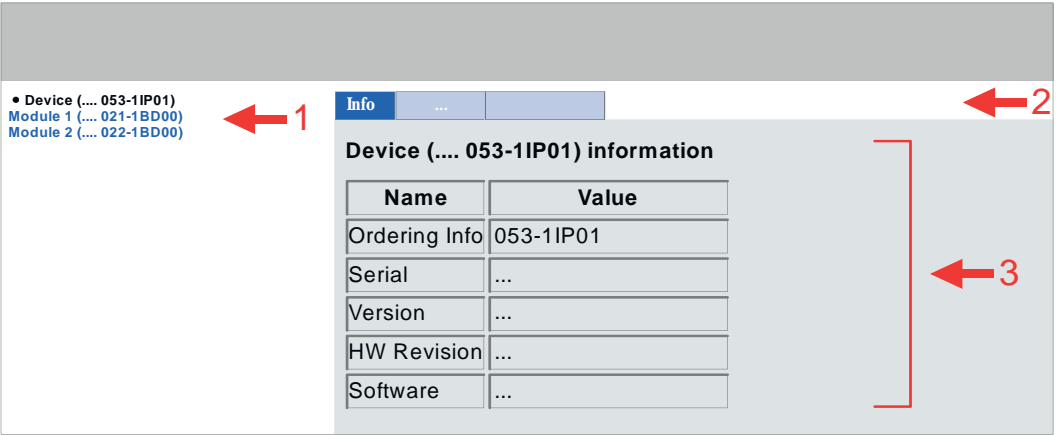 ● Device (.... 053-1IP01)
Module 1 (.... 021-1BD00)
Module 2 (.... 022-1BD00)
1
Info ...
2
Device (.... 053-1IP01) information
Name Value
Ordering Info 053-1IP01
Serial ...
3
Version ...
HW Revision ...
Software ...